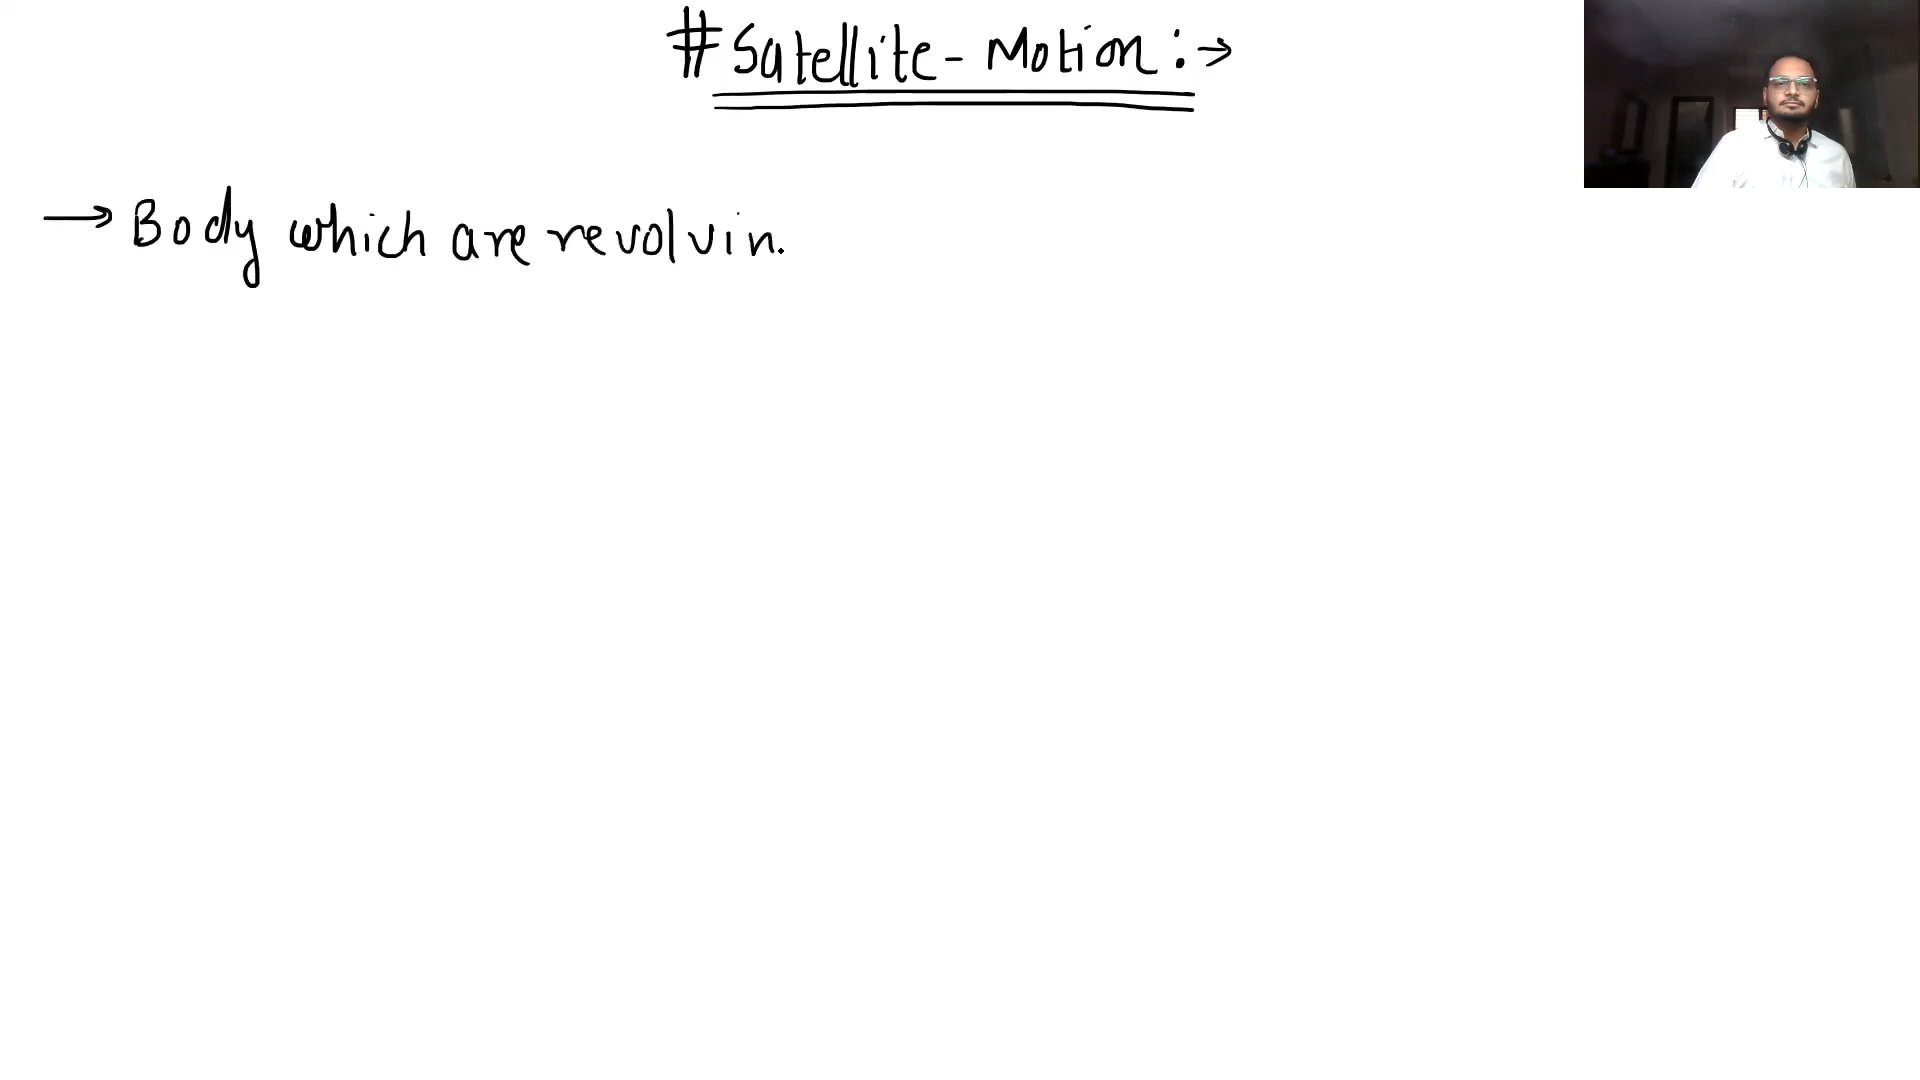 #Satellite - Motion :→
→ Body which are revolvin.